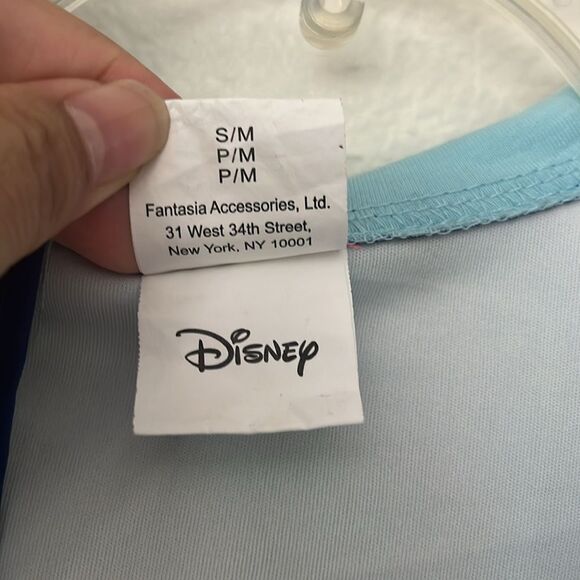 S/M
P/M
P/M
Fantasia Accessories, Ltd.
31 West 34th Street,
New York, NY 10001
Disney